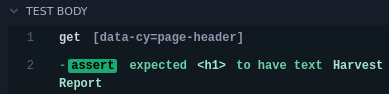 TEST BODY
1 get [data-cy=page-header]
2 -assert expected <h1> to have text Harvest
Report